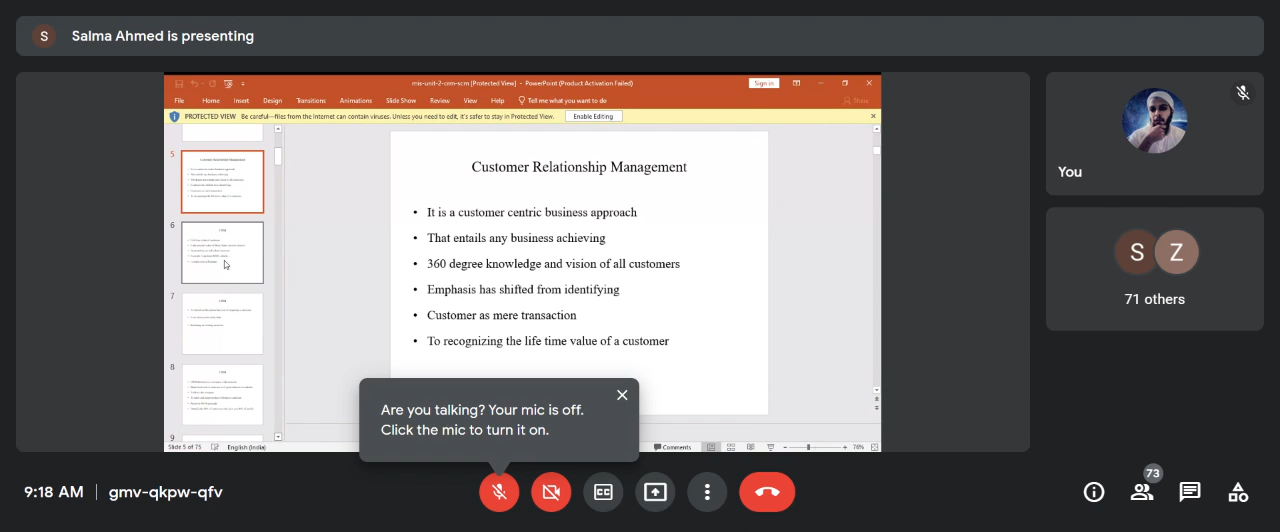 S Salma Ahmed is presenting
mis-unit-2-crm-scm [Protected View] - PowerPoint (Product Activation Failed)
Sign in
File Home Insert Design Transitions Animations Slide Show Review View Help Tell me what you want to do Share
PROTECTED VIEW Be careful—files from the Internet can contain viruses. Unless you need to edit, it's safer to stay in Protected View. Enable Editing
5
6
7
8
9
Customer Relationship Management
• It is a customer centric business approach
• That entails any business achieving
• 360 degree knowledge and vision of all customers
• Emphasis has shifted from identifying
• Customer as mere transaction
• To recognizing the life time value of a customer
Slide 5 of 75 English (India) Comments 76%
You
S Z
71 others
Are you talking? Your mic is off.
Click the mic to turn it on.
9:18 AM | gmv-qkpw-qfv
CC
73